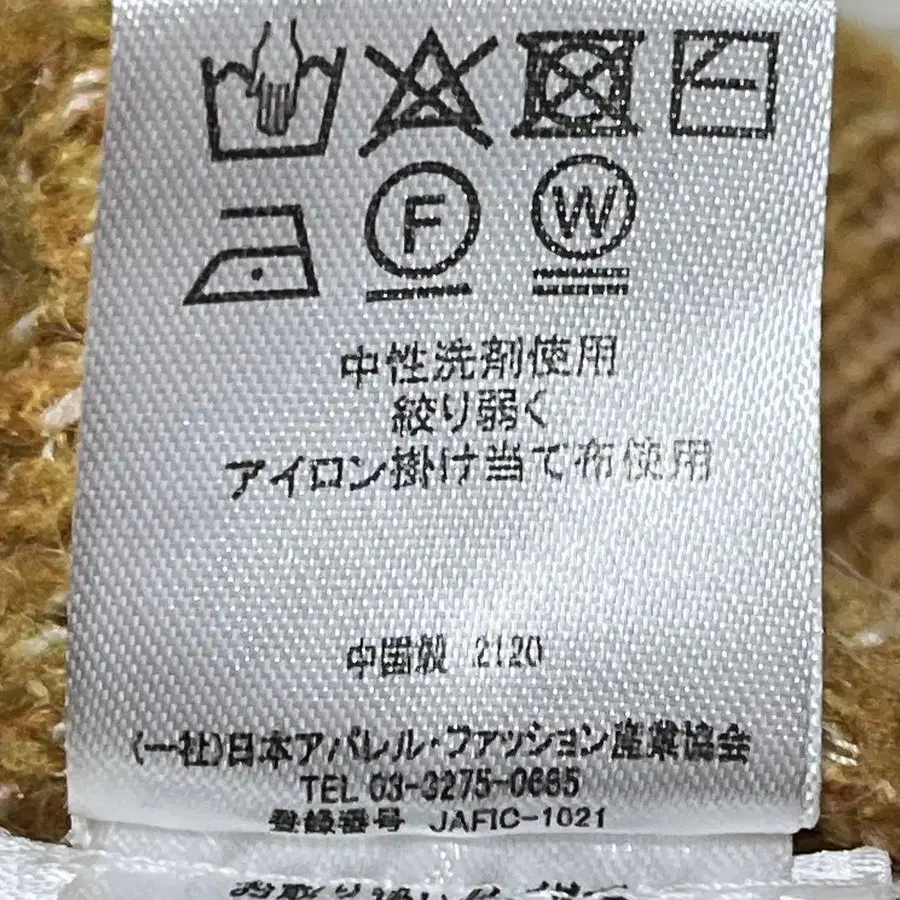 F W
中性洗剤使用
絞り弱く
アイロン掛け当て布使用
中国製 2120
(一社)日本アパレル・ファッション産業協会
TEL 03-3275-0685
登録番号 JAFIC-1021